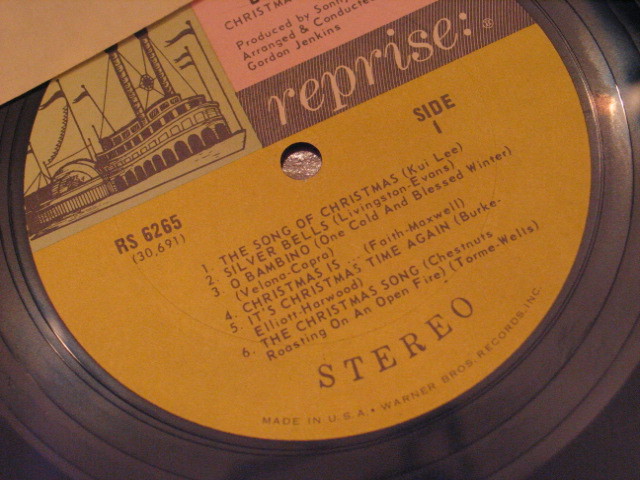 CHRISTMAS
Produced by Sonny
Arranged & Conducted
Gordon Jenkins
reprise: ®
SIDE
1
RS 6265
(30,691)
1. THE SONG OF CHRISTMAS (Kui Lee)
2. SILVER BELLS (Livingston-Evans)
3. O BAMBINO (One Cold And Blessed Winter)
(Velona-Capra)
4. CHRISTMAS IS ... (Faith-Maxwell)
5. IT'S CHRISTMAS TIME AGAIN (Burke-
Elliott-Harwood)
6. THE CHRISTMAS SONG (Chestnuts
Roasting On An Open Fire) (Torme-Wells)
STEREO
MADE IN U.S.A. • WARNER BROS. RECORDS, INC.